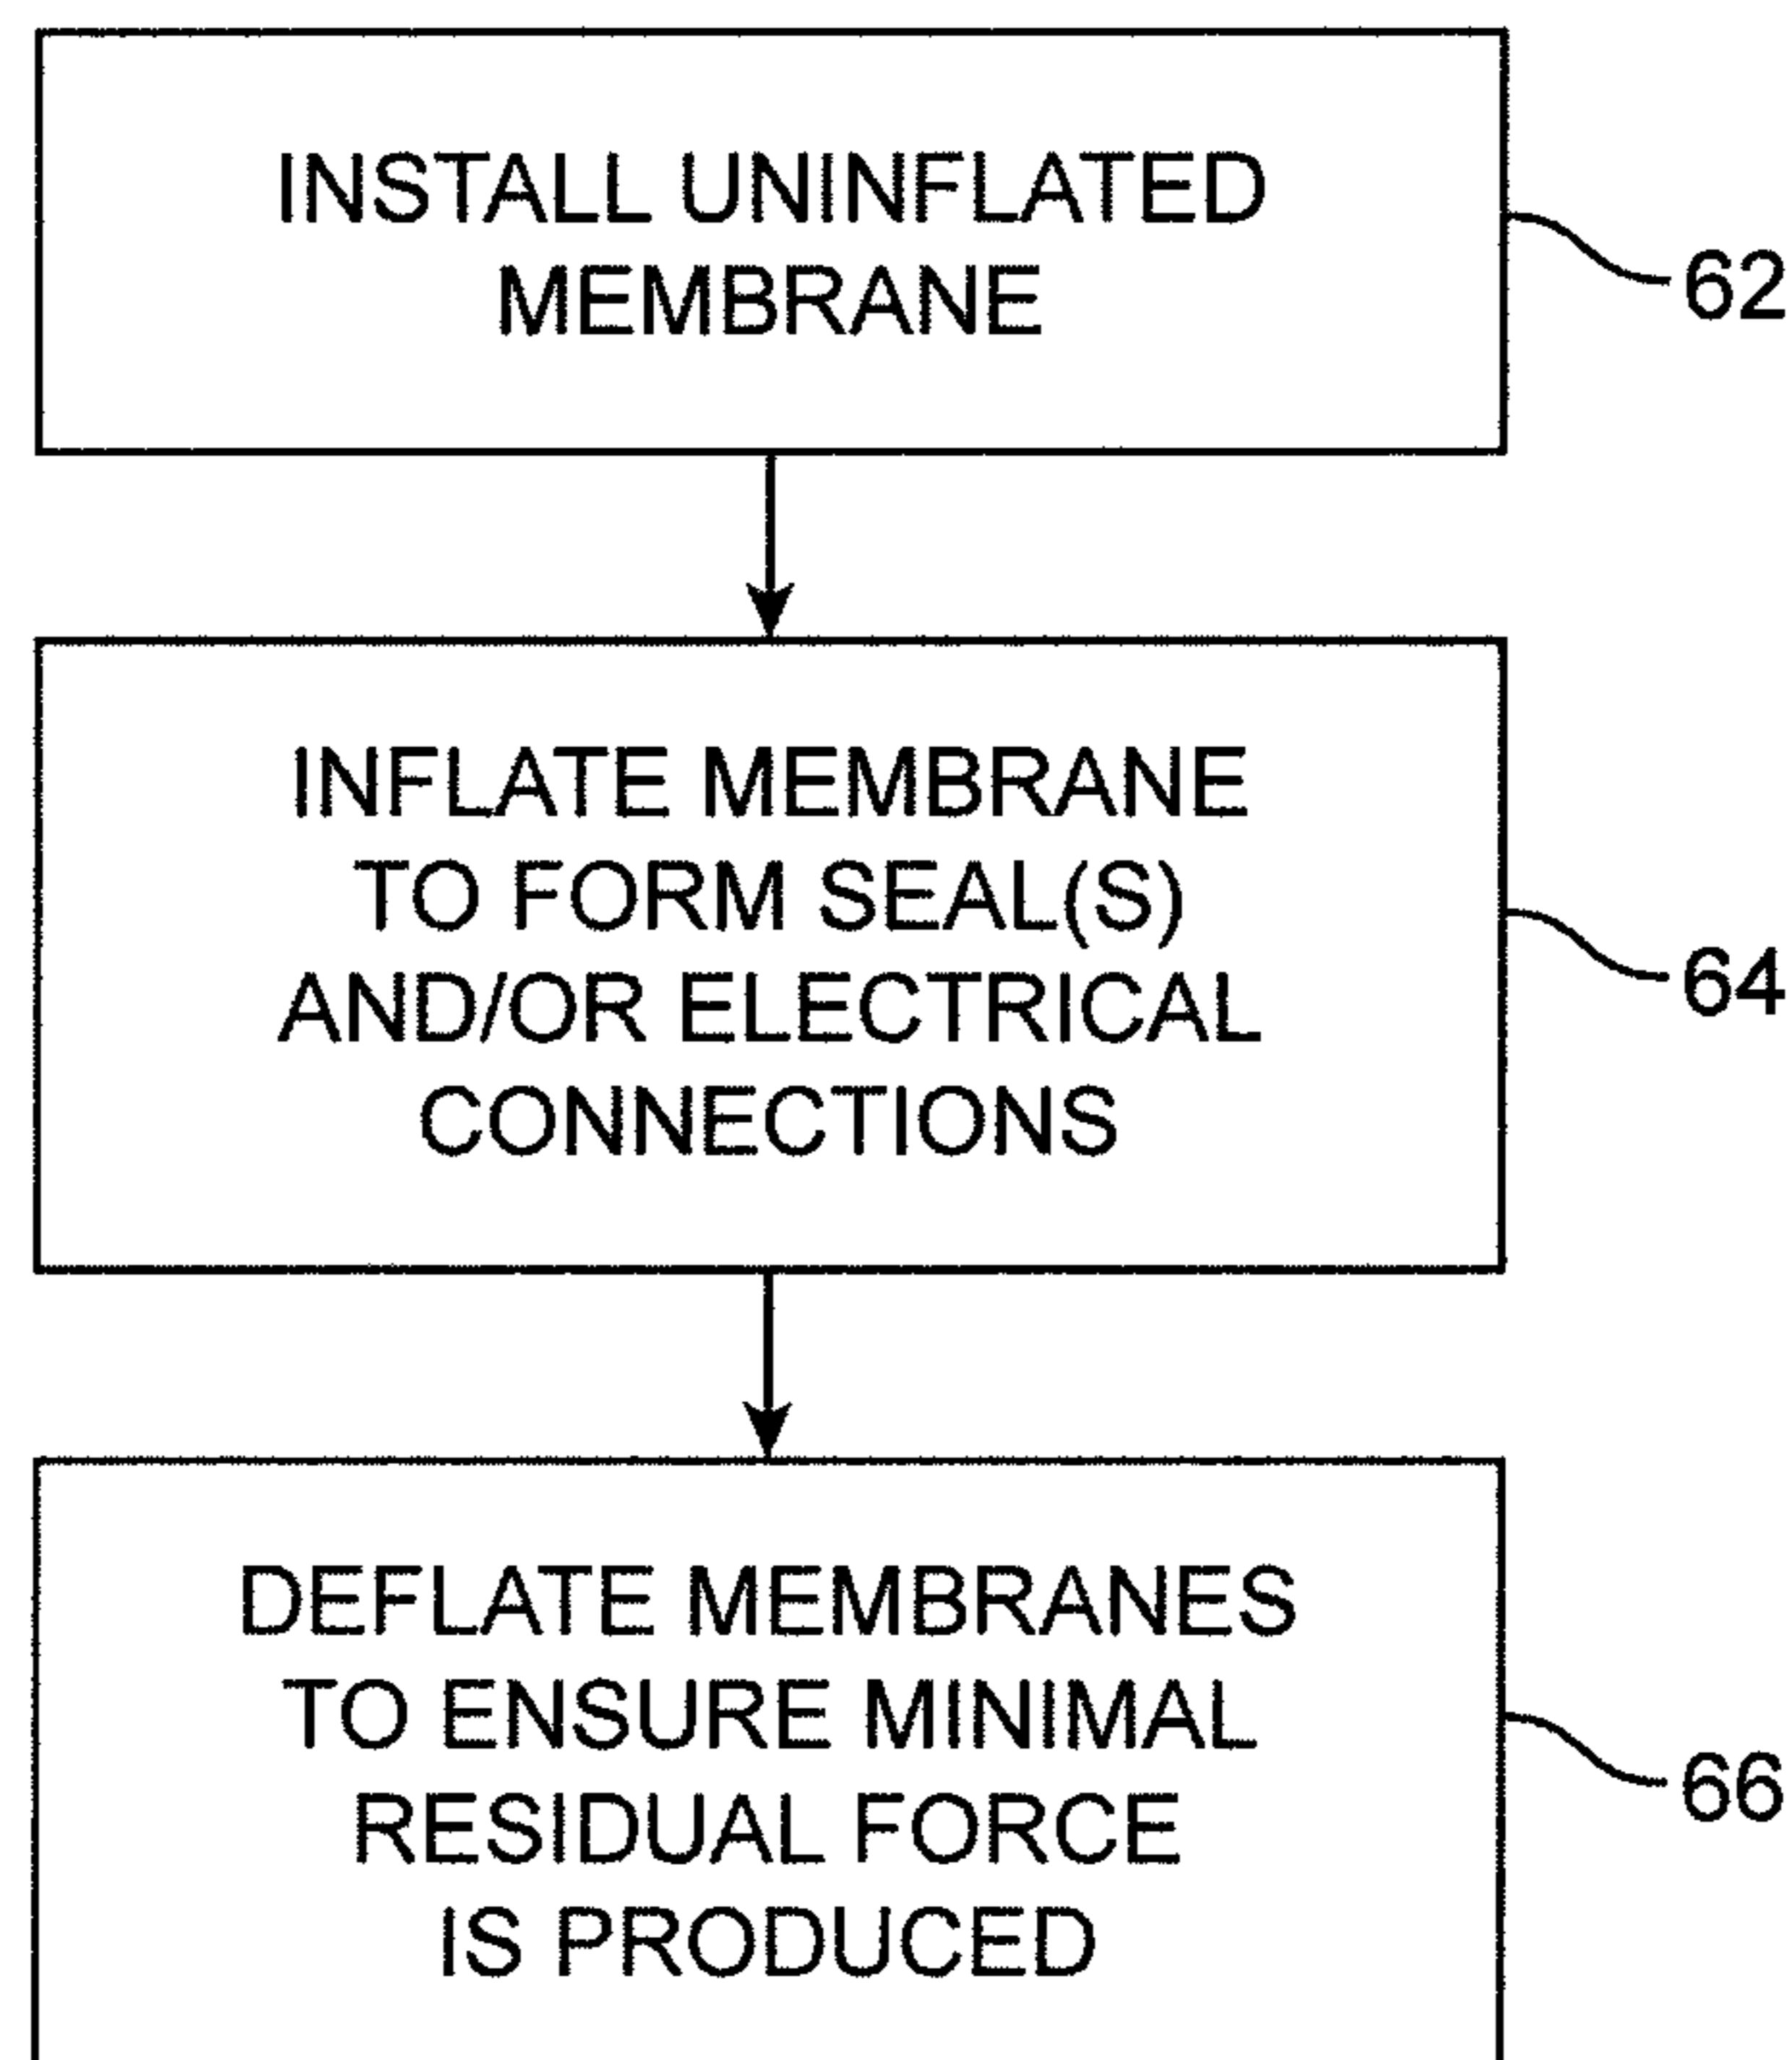 INSTALL UNINFLATED
MEMBRANE
62
INFLATE MEMBRANE
TO FORM SEAL(S)
AND/OR ELECTRICAL
CONNECTIONS
64
DEFLATE MEMBRANES
TO ENSURE MINIMAL
RESIDUAL FORCE
IS PRODUCED
66